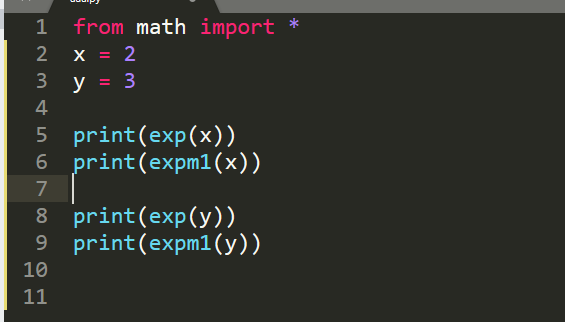 1 from math import *
2 x = 2
3 y = 3
4
5 print(exp(x))
6 print(expm1(x))
7
8 print(exp(y))
9 print(expm1(y))
10
11